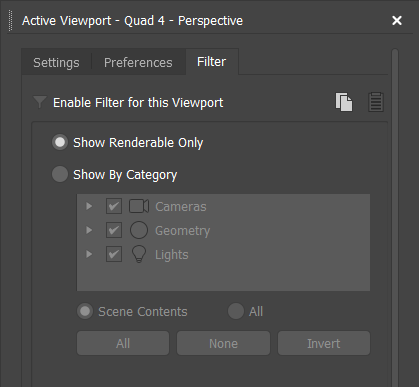 Active Viewport - Quad 4 - Perspective
Settings Preferences Filter
Enable Filter for this Viewport
Show Renderable Only
Show By Category
Cameras
Geometry
Lights
Scene Contents All
All None Invert